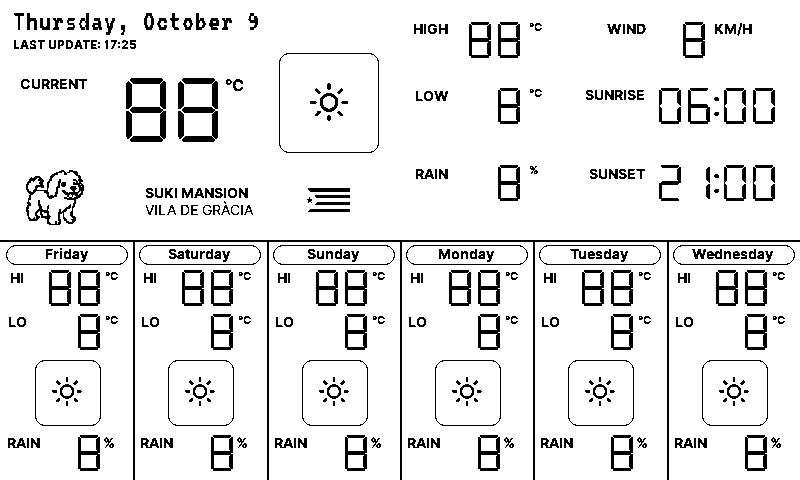 Thursday, October 9
LAST UPDATE: 17:25
CURRENT 88 °C
SUKI MANSION
VILA DE GRÀCIA
HIGH 88 °C
LOW 8 °C
RAIN 8 %
WIND 8 KM/H
SUNRISE 06:00
SUNSET 21:00
Friday
HI 88 °C
LO 8 °C
RAIN 8 %
Saturday
HI 88 °C
LO 8 °C
RAIN 8 %
Sunday
HI 88 °C
LO 8 °C
RAIN 8 %
Monday
HI 88 °C
LO 8 °C
RAIN 8 %
Tuesday
HI 88 °C
LO 8 °C
RAIN 8 %
Wednesday
HI 88 °C
LO 8 °C
RAIN 8 %